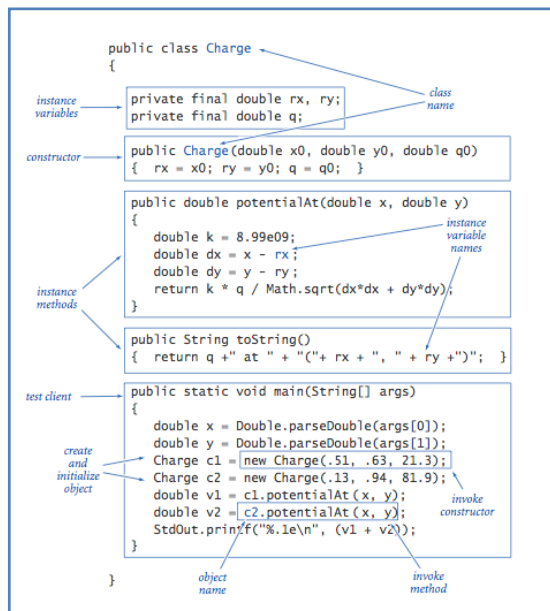 public class Charge
{
class
name
instance
variables
private final double rx, ry;
private final double q;
constructor
public Charge(double x0, double y0, double q0)
{ rx = x0; ry = y0; q = q0; }
public double potentialAt(double x, double y)
{
double k = 8.99e09;
double dx = x - rx;
double dy = y - ry;
return k * q / Math.sqrt(dx*dx + dy*dy);
}
instance
variable
names
instance
methods
public String toString()
{ return q +" at " + "("+ rx + ", " + ry +")"; }
test client
public static void main(String[] args)
{
double x = Double.parseDouble(args[0]);
double y = Double.parseDouble(args[1]);
Charge c1 = new Charge(.51, .63, 21.3);
Charge c2 = new Charge(.13, .94, 81.9);
double v1 = c1.potentialAt(x, y);
double v2 = c2.potentialAt(x, y);
StdOut.printf("%.1e\n", (v1 + v2));
}
create
and
initialize
object
invoke
constructor
object
name
invoke
method
}